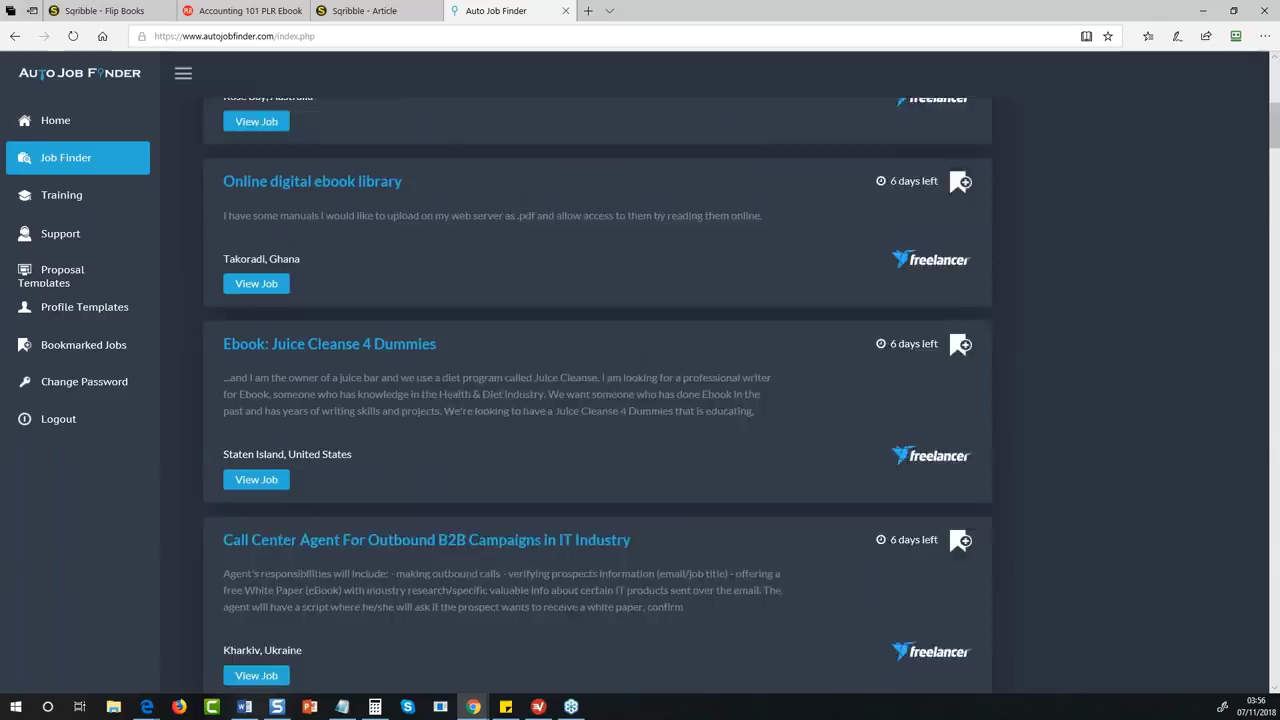 Sqribble - Flip Books
Accounting 101 PLR Ebook
Sqribble - Article
Auto Job Finder
https://www.autojobfinder.com/index.php
AUTO JOB FINDER
Home
Job Finder
Training
Support
Proposal
Templates
Profile Templates
Bookmarked Jobs
Change Password
Logout
Rose Bay, Australia
freelancer
View Job
Online digital ebook library
6 days left
I have some manuals I would like to upload on my web server as .pdf and allow access to them by reading them online.
Takoradi, Ghana
freelancer
View Job
Ebook: Juice Cleanse 4 Dummies
6 days left
...and I am the owner of a juice bar and we use a diet program called Juice Cleanse. I am looking for a professional writer
for Ebook, someone who has knowledge in the Health & Diet Industry. We want someone who has done Ebook in the
past and has years of writing skills and projects. We're looking to have a Juice Cleanse 4 Dummies that is educating,
Staten Island, United States
freelancer
View Job
Call Center Agent For Outbound B2B Campaigns in IT Industry
6 days left
Agent's responsibilities will include: - making outbound calls - verifying prospects information (email/job title) - offering a
free White Paper (eBook) with industry research/specific valuable info about certain IT products sent over the email. The
agent will have a script where he/she will ask it the prospect wants to receive a white paper, confirm
Kharkiv, Ukraine
freelancer
View Job
03:56
07/11/2018